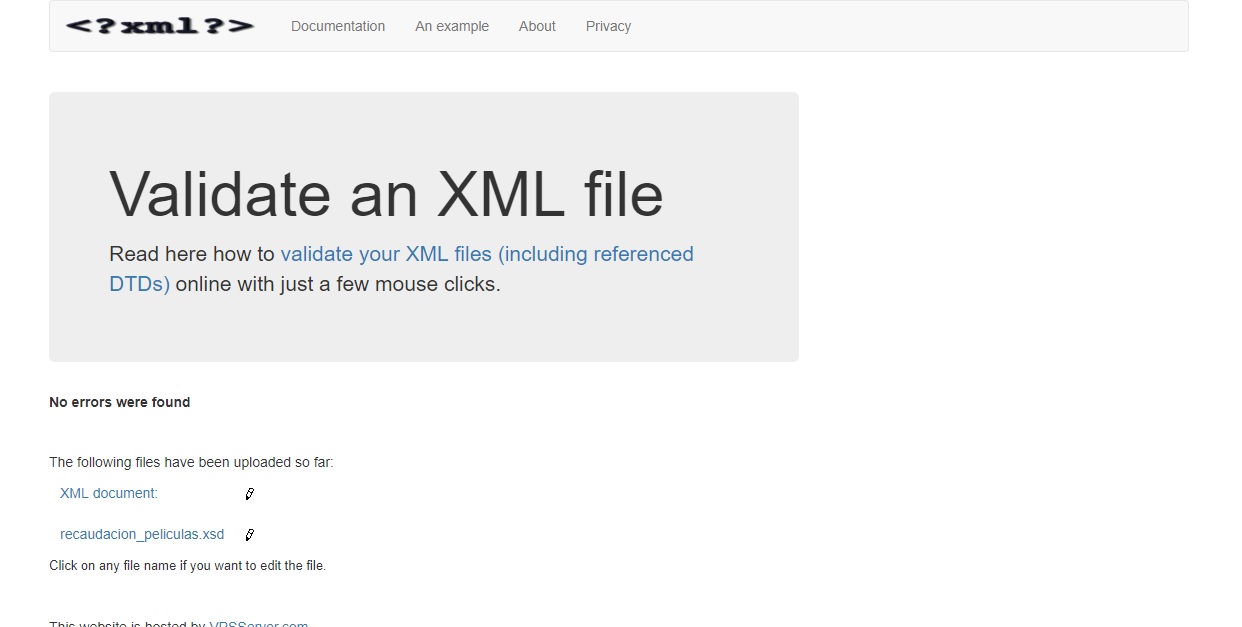 <?xml?> Documentation An example About Privacy
Validate an XML file
Read here how to validate your XML files (including referenced
DTDs) online with just a few mouse clicks.
No errors were found
The following files have been uploaded so far:
XML document:
recaudacion_peliculas.xsd
Click on any file name if you want to edit the file.
This website is hosted by VPSServer.com